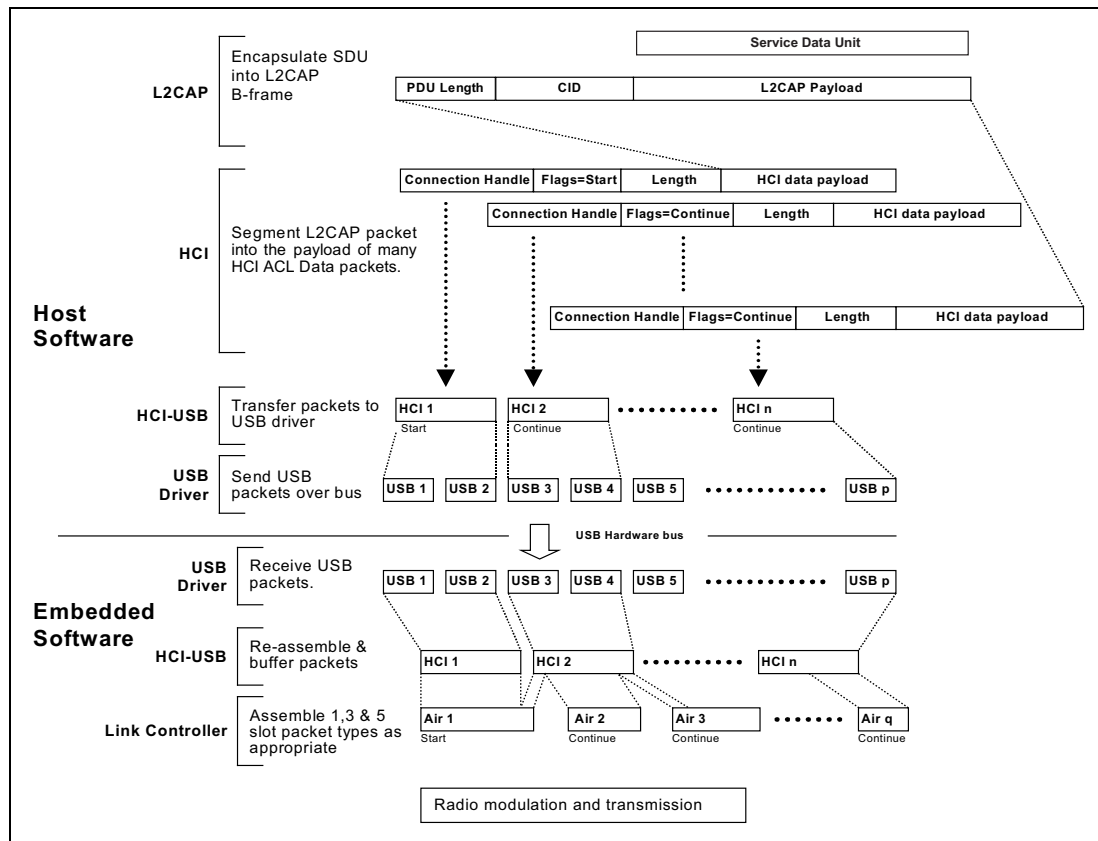 Service Data Unit
Encapsulate SDU
into L2CAP
B-frame
L2CAP
PDU Length CID L2CAP Payload
Connection Handle Flags=Start Length HCI data payload
Connection Handle Flags=Continue Length HCI data payload
HCI
Segment L2CAP packet
into the payload of many
HCI ACL Data packets.
Host
Software
Connection Handle Flags=Continue Length HCI data payload
HCI-USB
Transfer packets to
USB driver
HCI 1 HCI 2 HCI n
Start Continue Continue
USB
Driver
Send USB
packets over bus
USB 1 USB 2 USB 3 USB 4 USB 5 USB p
USB Hardware bus
USB
Driver
Receive USB
packets.
USB 1 USB 2 USB 3 USB 4 USB 5 USB p
Embedded
Software
HCI-USB
Re-assemble &
buffer packets
HCI 1 HCI 2 HCI n
Link Controller
Assemble 1,3 & 5
slot packet types as
appropriate
Air 1 Air 2 Air 3 Air q
Start Continue Continue Continue
Radio modulation and transmission